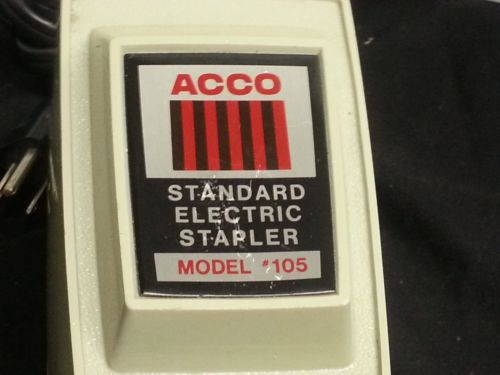 ACCO
STANDARD
ELECTRIC
STAPLER
MODEL #105